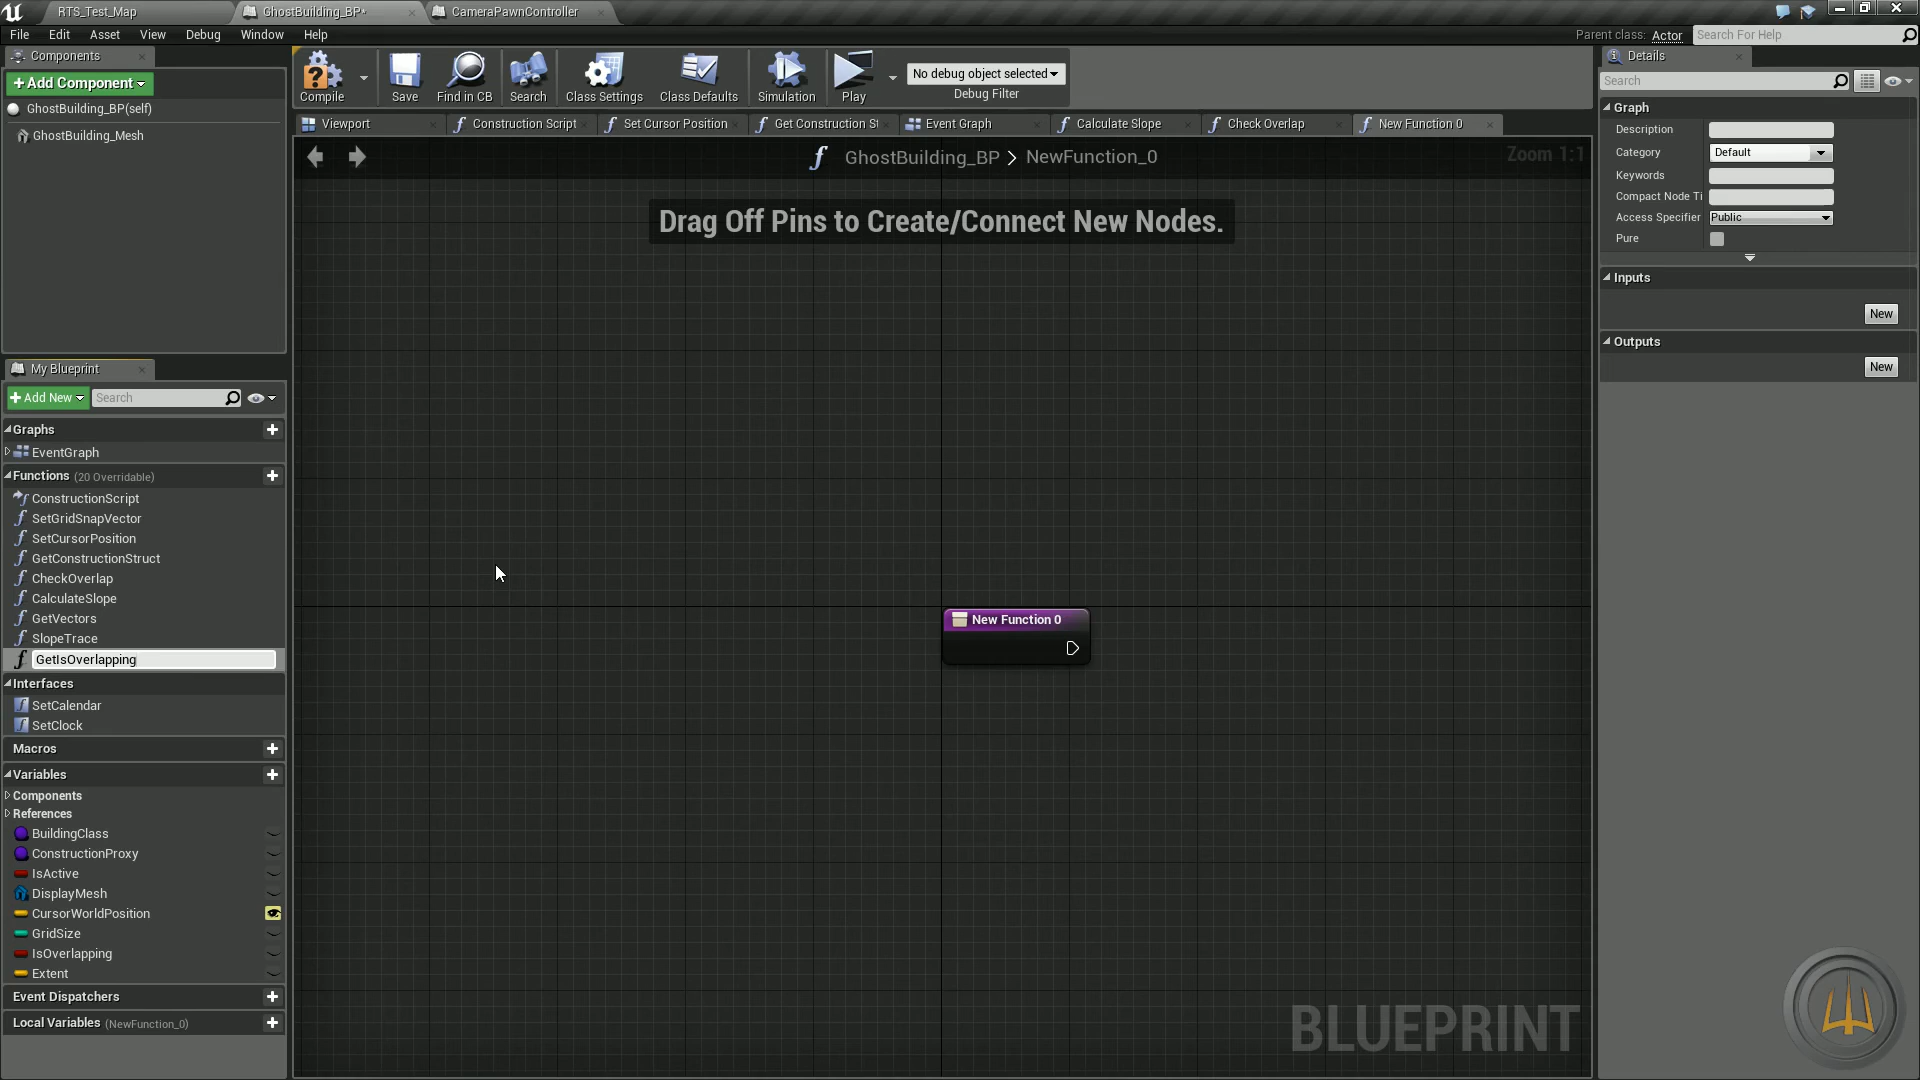 RTS_Test_Map
GhostBuilding_BP*
CameraPawnController
File
Edit
Asset
View
Debug
Window
Help
Parent class: Actor
Search For Help
Components
+Add Component
GhostBuilding_BP(self)
GhostBuilding_Mesh
Compile
Save
Find in CB
Search
Class Settings
Class Defaults
Simulation
Play
No debug object selected
Debug Filter
Viewport
Construction Script
Set Cursor Position
Get Construction St
Event Graph
Calculate Slope
Check Overlap
New Function 0
GhostBuilding_BP > NewFunction_0
Zoom 1:1
Drag Off Pins to Create/Connect New Nodes.
New Function 0
BLUEPRINT
My Blueprint
+Add New
Search
Graphs
EventGraph
Functions (20 Overridable)
ConstructionScript
SetGridSnapVector
SetCursorPosition
GetConstructionStruct
CheckOverlap
CalculateSlope
GetVectors
SlopeTrace
GetIsOverlapping
Interfaces
SetCalendar
SetClock
Macros
Variables
Components
References
BuildingClass
ConstructionProxy
IsActive
DisplayMesh
CursorWorldPosition
GridSize
IsOverlapping
Extent
Event Dispatchers
Local Variables (NewFunction_0)
Details
Search
Graph
Description
Category
Default
Keywords
Compact Node Ti
Access Specifier
Public
Pure
Inputs
New
Outputs
New